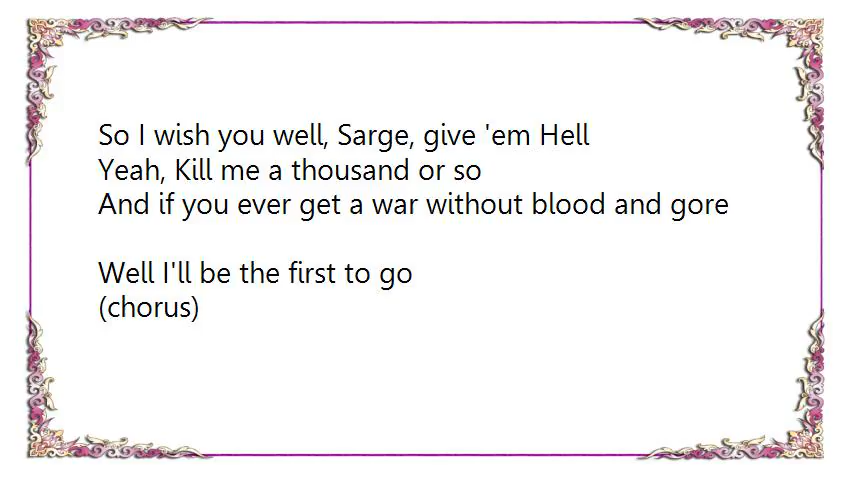 So I wish you well, Sarge, give 'em Hell
Yeah, Kill me a thousand or so
And if you ever get a war without blood and gore
Well I'll be the first to go
(chorus)